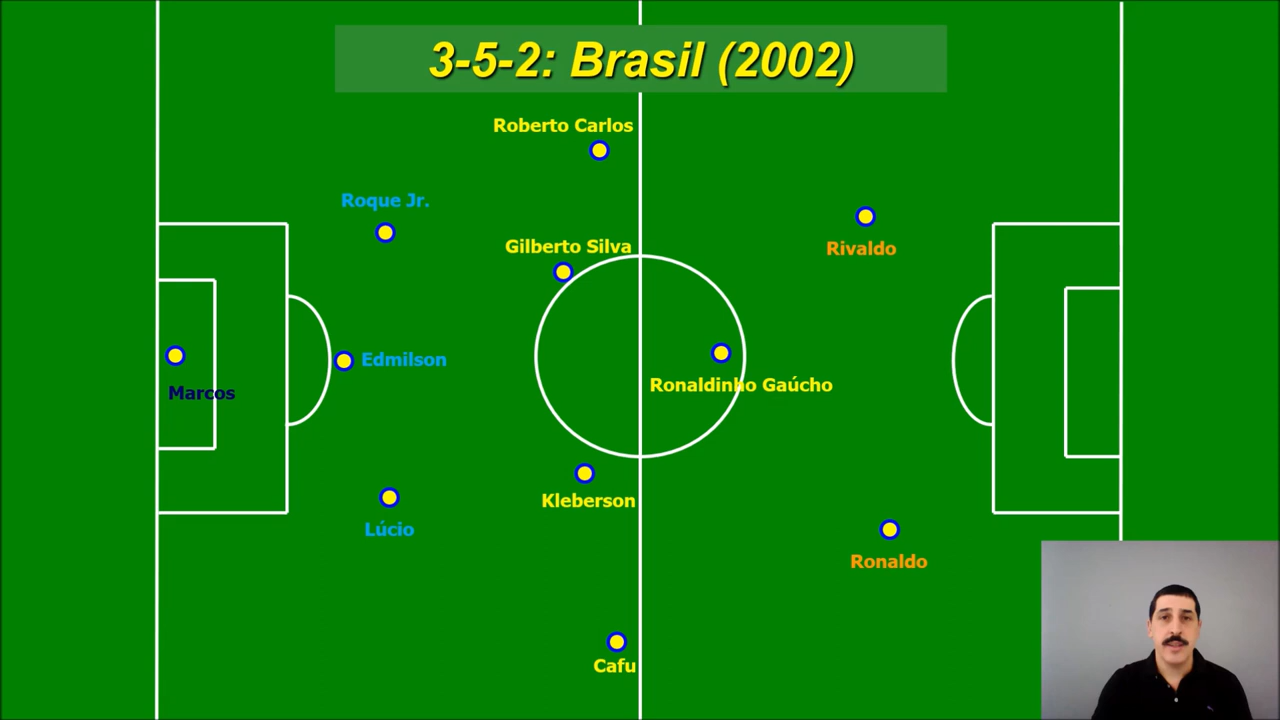 3-5-2: Brasil (2002)
Roberto Carlos
Roque Jr.
Gilberto Silva
Rivaldo
Edmilson
Marcos
Ronaldinho Gaúcho
Kleberson
Lúcio
Ronaldo
Cafu